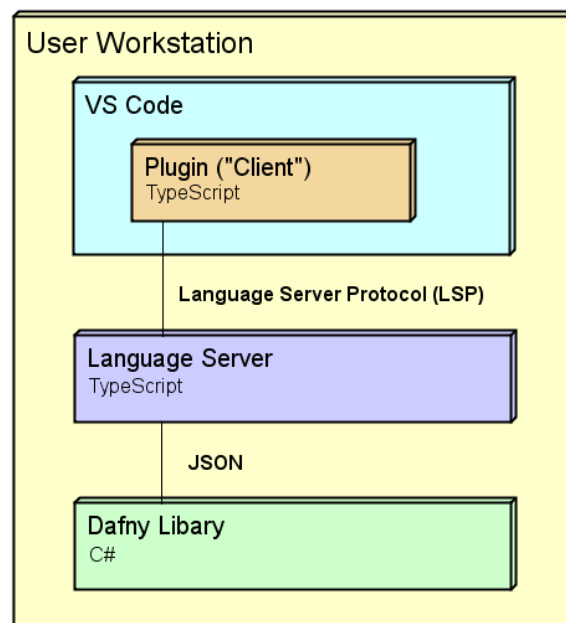 User Workstation
VS Code
Plugin ("Client")
TypeScript
Language Server Protocol (LSP)
Language Server
TypeScript
JSON
Dafny Libary
C#